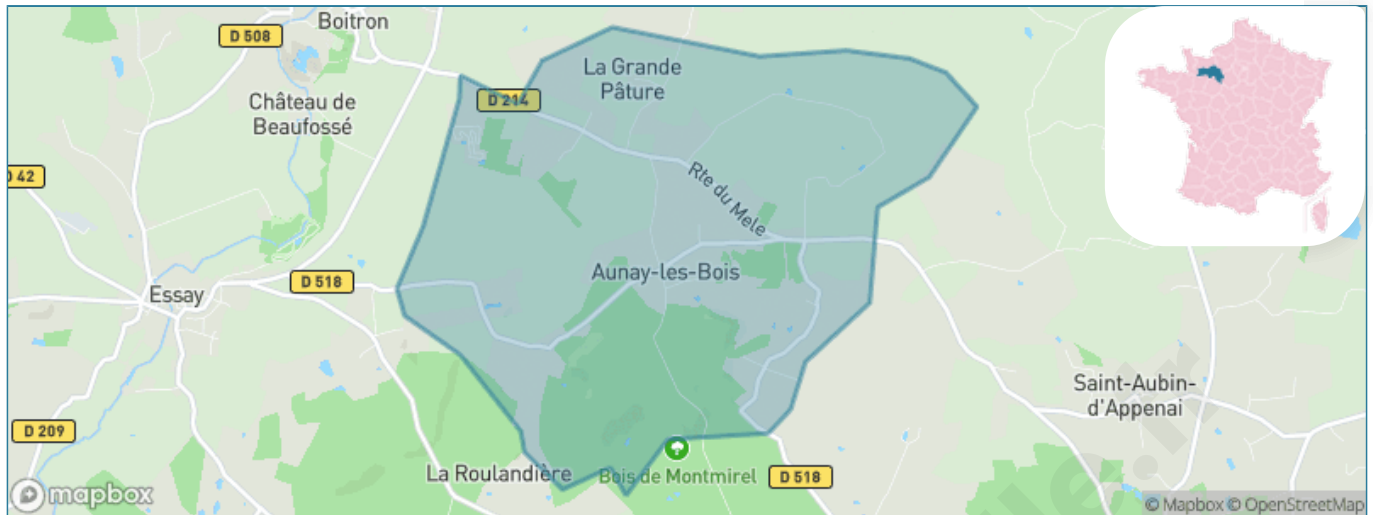 Boitron
D 508
La Grande
Pâture
Château de
Beaufossé
D 214
Rte du Mele
D 518
Aunay-les-Bois
Essay
Saint-Aubin-
d'Appenai
D 209
La Roulandière
Bois de Montmirel
D 518
mapbox
© Mapbox © OpenStreetMap